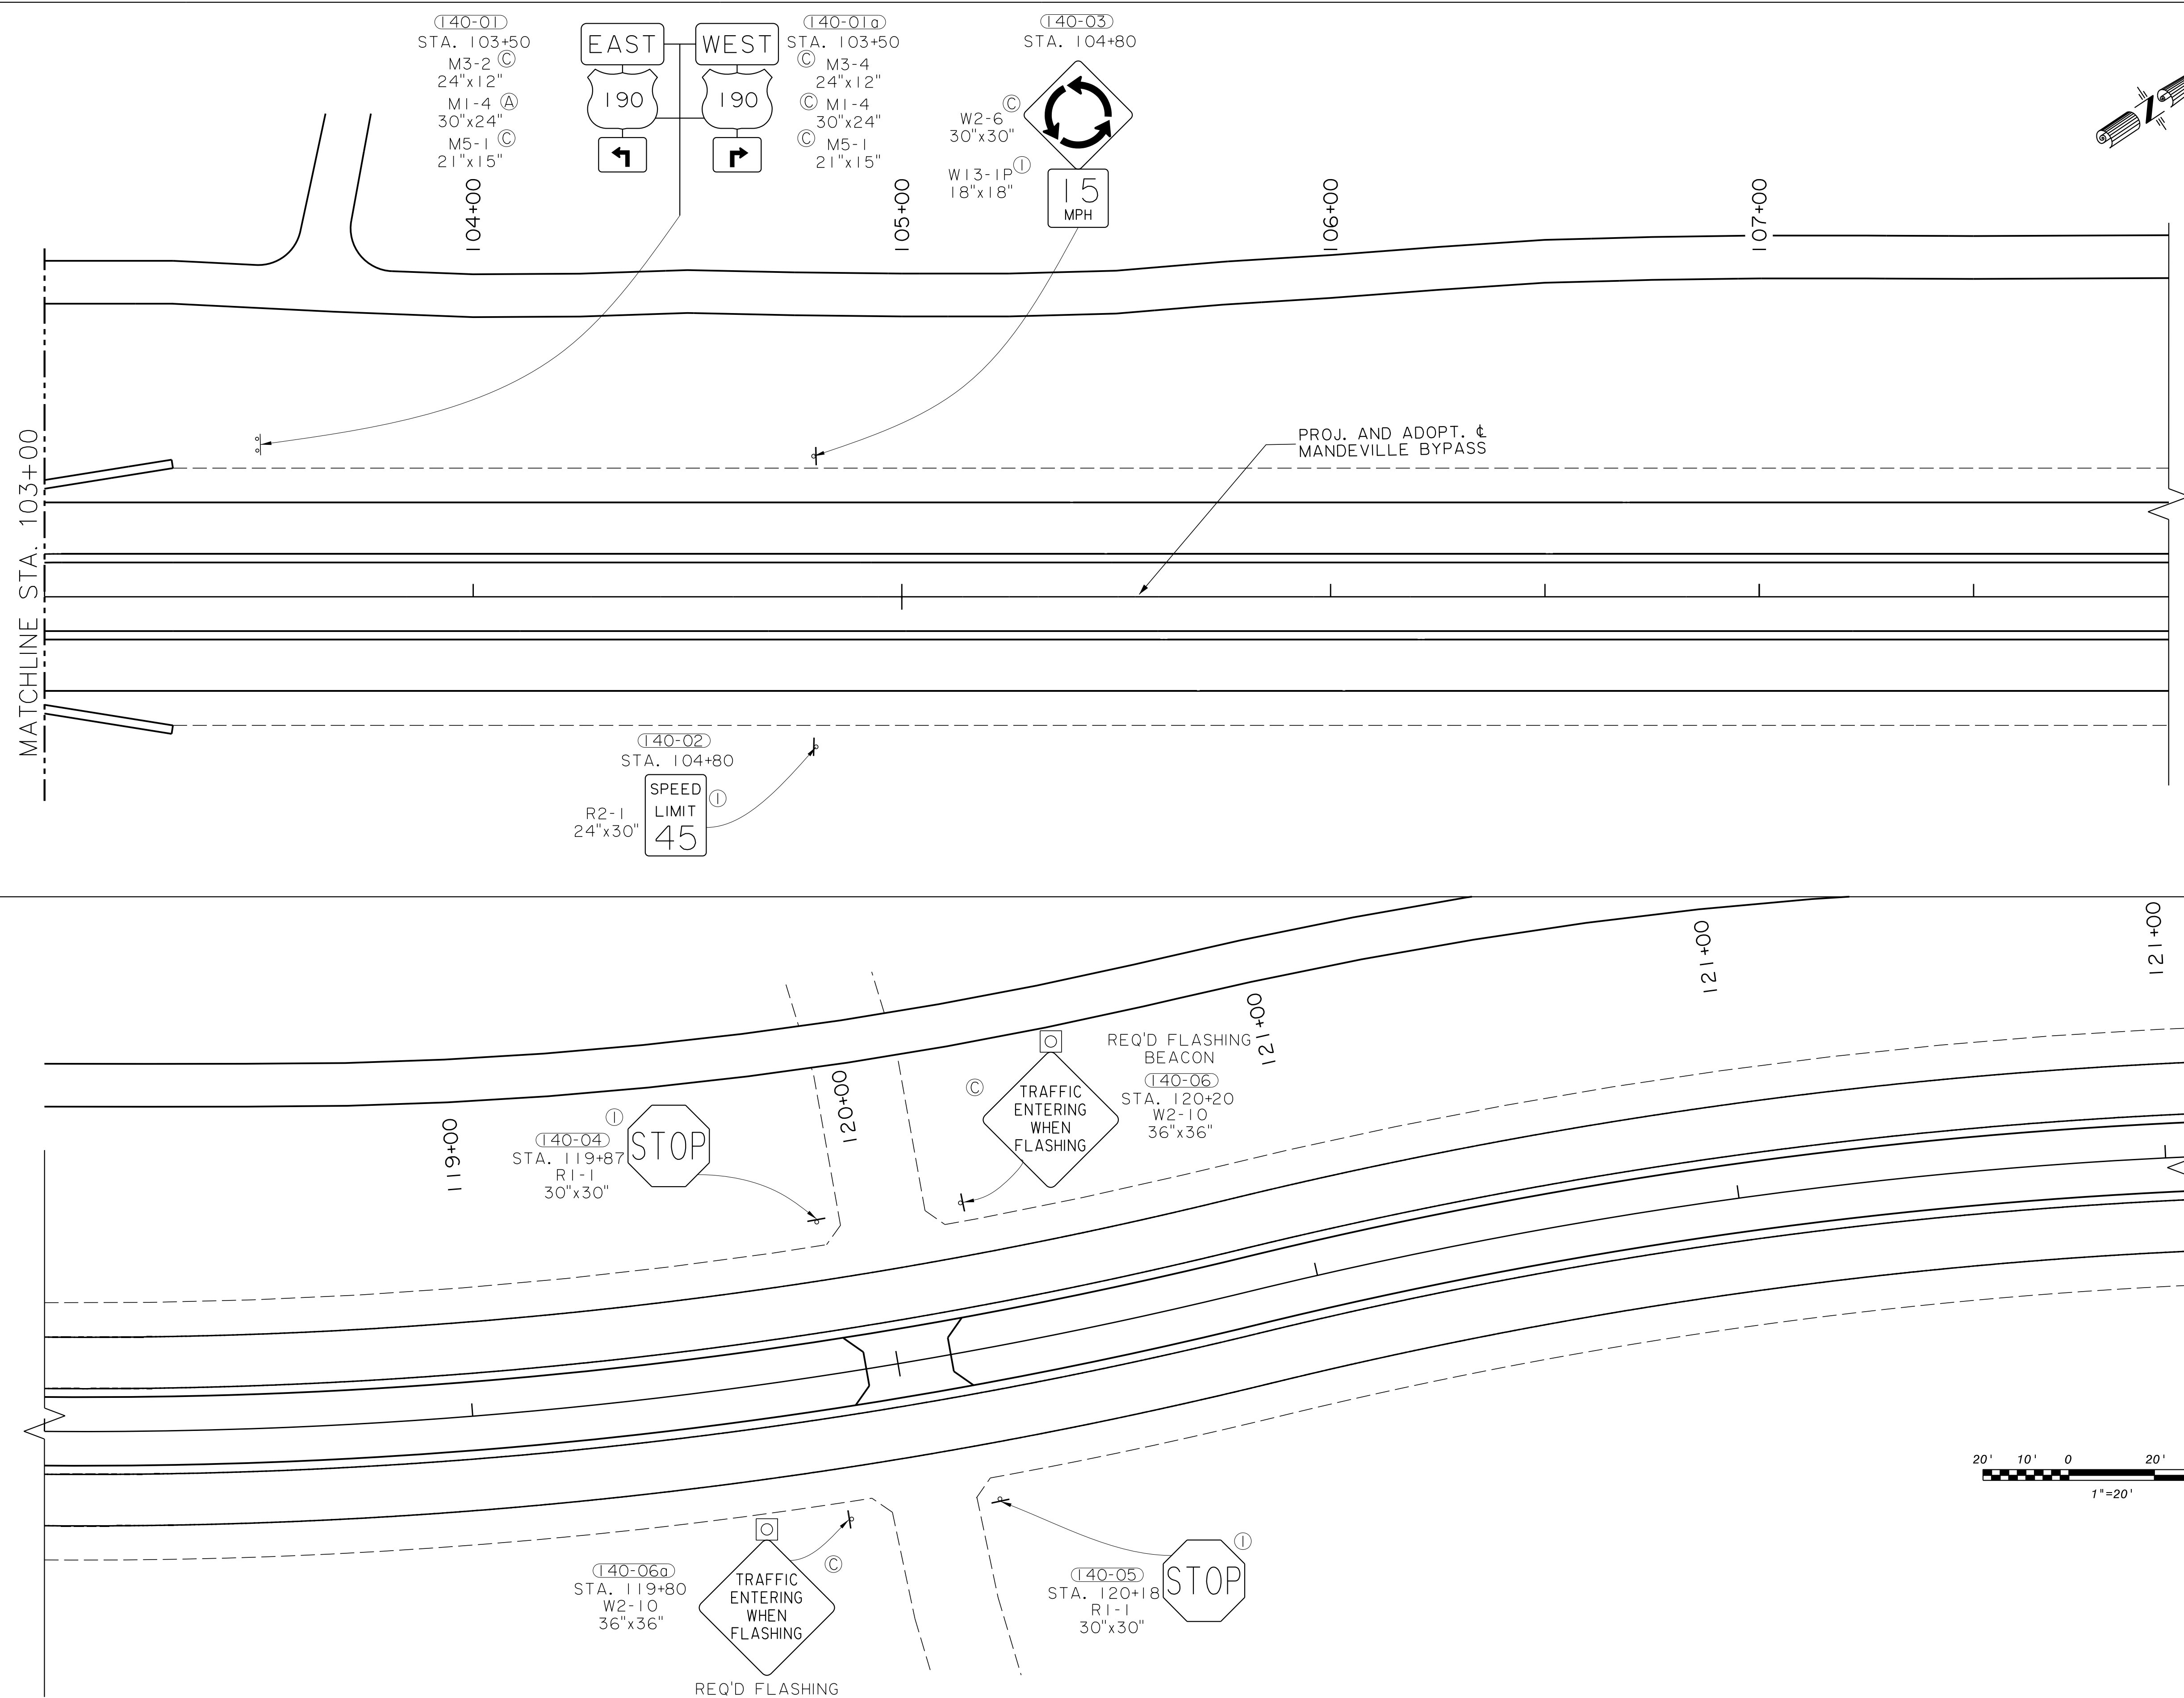 140-01
STA. 103+50
M3-2 Ⓒ
24"x12"
M1-4 Ⓐ
30"x24"
M5-1 Ⓒ
21"x15"
EAST
190
WEST
190
140-01a
STA. 103+50
Ⓒ M3-4
24"x12"
Ⓒ M1-4
30"x24"
Ⓒ M5-1
21"x15"
140-03
STA. 104+80
W2-6 Ⓒ
30"x30"
W13-1P Ⓘ
18"x18"
15
MPH
104+00
105+00
106+00
107+00
MATCHLINE STA. 103+00
PROJ. AND ADOPT. ℄
MANDEVILLE BYPASS
140-02
STA. 104+80
R2-1
24"x30"
SPEED
LIMIT
45
Ⓘ
119+00
120+00
121+00
121+00
121+00
140-04
STA. 119+87
R1-1
30"x30"
Ⓘ
STOP
Ⓒ
TRAFFIC
ENTERING
WHEN
FLASHING
REQ'D FLASHING
BEACON
140-06
STA. 120+20
W2-10
36"x36"
140-06a
STA. 119+80
W2-10
36"x36"
Ⓒ
TRAFFIC
ENTERING
WHEN
FLASHING
REQ'D FLASHING
140-05
STA. 120+18
R1-1
30"x30"
STOP
Ⓘ
20' 10' 0 20'
1"=20'